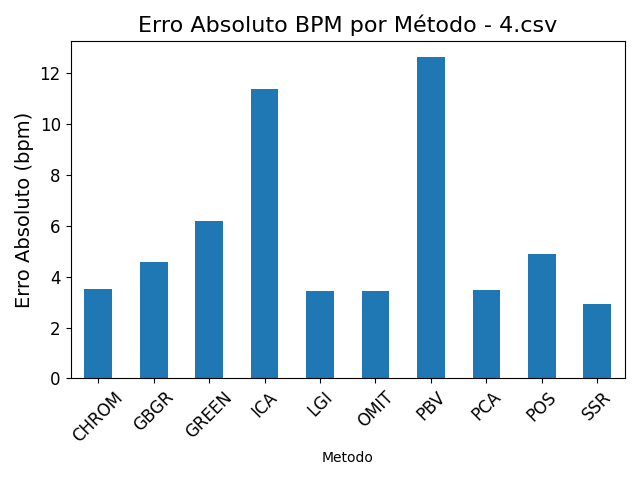 Erro Absoluto BPM por Método - 4.csv
Erro Absoluto (bpm)
12
10
8
6
4
2
0
CHROM
GBGR
GREEN
ICA
LGI
OMIT
PBV
PCA
POS
SSR
Metodo